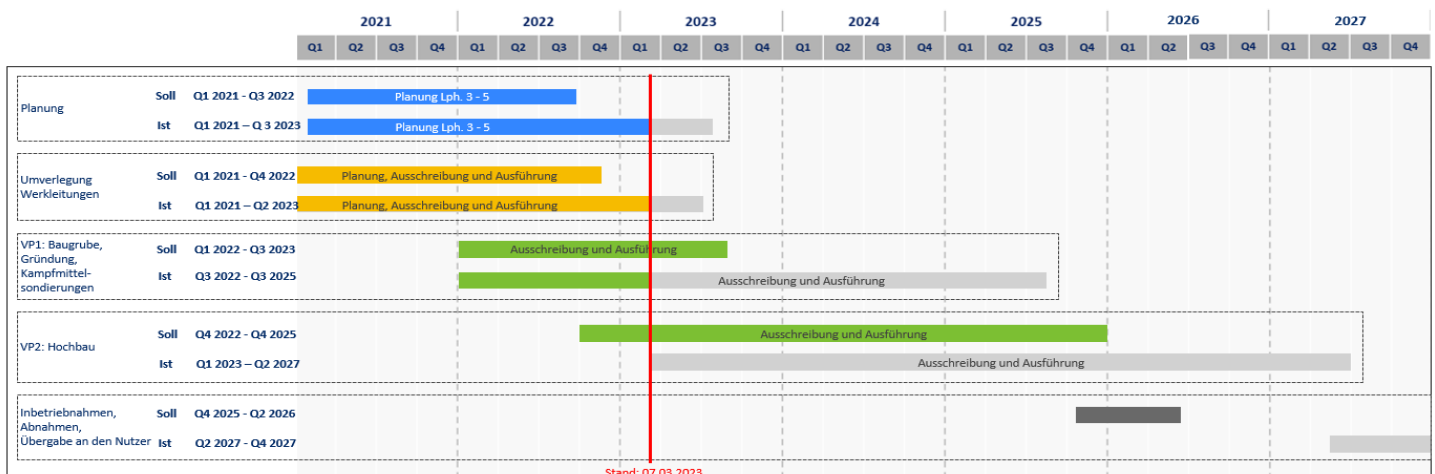 2021 2022 2023 2024 2025 2026 2027
Q1 Q2 Q3 Q4 Q1 Q2 Q3 Q4 Q1 Q2 Q3 Q4 Q1 Q2 Q3 Q4 Q1 Q2 Q3 Q4 Q1 Q2 Q3 Q4 Q1 Q2 Q3 Q4
Planung
Soll Q1 2021 - Q3 2022 Planung Lph. 3 - 5
Ist Q1 2021 – Q 3 2023 Planung Lph. 3 - 5
Umverlegung
Werkleitungen
Soll Q1 2021 - Q4 2022 Planung, Ausschreibung und Ausführung
Ist Q1 2021 – Q2 2023 Planung, Ausschreibung und Ausführung
VP1: Baugrube,
Gründung,
Kampfmittel-
sondierungen
Soll Q1 2022 - Q3 2023 Ausschreibung und Ausführung
Ist Q3 2022 - Q3 2025 Ausschreibung und Ausführung
VP2: Hochbau
Soll Q4 2022 - Q4 2025 Ausschreibung und Ausführung
Ist Q1 2023 – Q2 2027 Ausschreibung und Ausführung
Inbetriebnahmen,
Abnahmen,
Übergabe an den Nutzer
Soll Q4 2025 - Q2 2026
Ist Q2 2027 - Q4 2027
Stand: 07.03.2023